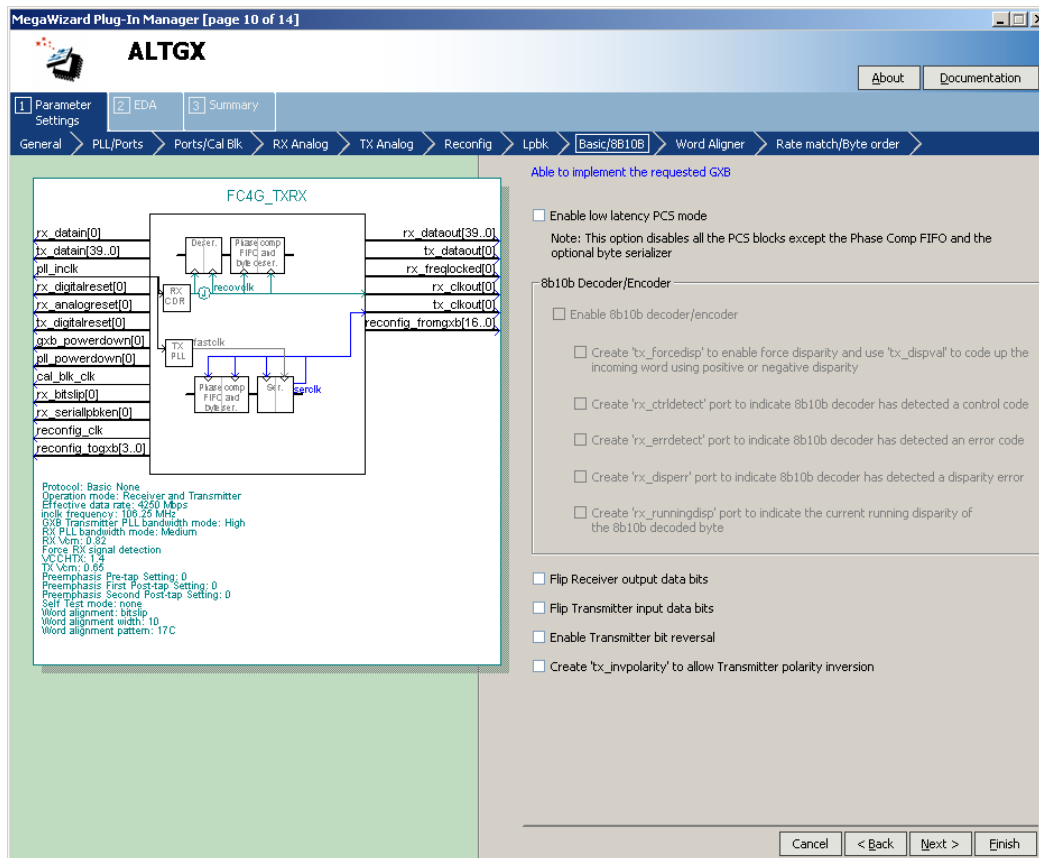 MegaWizard Plug-In Manager [page 10 of 14]
ALTGX
About
Documentation
1 Parameter Settings
2 EDA
3 Summary
General
PLL/Ports
Ports/Cal Blk
RX Analog
TX Analog
Reconfig
Lpbk
Basic/8B10B
Word Aligner
Rate match/Byte order
FC4G_TXRX
rx_datain[0]
tx_datain[39..0]
pll_inclk
rx_digitalreset[0]
rx_analogreset[0]
tx_digitalreset[0]
gxb_powerdown[0]
pll_powerdown[0]
cal_blk_clk
rx_bitslip[0]
rx_seriallpbken[0]
reconfig_clk
reconfig_togxb[3..0]
Deser.
Phase comp
FIFO and
byte deser.
RX
CDR
recovclk
TX
PLL
fastclk
Phase comp
FIFO and
byte ser.
Ser.
serclk
rx_dataout[39..0]
tx_dataout[0]
rx_freqlocked[0]
rx_clkout[0]
tx_clkout[0]
reconfig_fromgxb[16..0]
Protocol: Basic None
Operation mode: Receiver and Transmitter
Effective data rate: 4250 Mbps
inclk frequency: 106.25 MHz
GXB Transmitter PLL bandwidth mode: High
RX PLL bandwidth mode: Medium
RX Vcm: 0.82
Force RX signal detection
VCCHTX: 1.4
TX Vcm: 0.65
Preemphasis Pre-tap Setting: 0
Preemphasis First Post-tap Setting: 0
Preemphasis Second Post-tap Setting: 0
Self Test mode: none
Word alignment: bitslip
Word alignment width: 10
Word alignment pattern: 17C
Able to implement the requested GXB
Enable low latency PCS mode
Note: This option disables all the PCS blocks except the Phase Comp FIFO and the
optional byte serializer
8b10b Decoder/Encoder
Enable 8b10b decoder/encoder
Create 'tx_forcedisp' to enable force disparity and use 'tx_dispval' to code up the
incoming word using positive or negative disparity
Create 'rx_ctrldetect' port to indicate 8b10b decoder has detected a control code
Create 'rx_errdetect' port to indicate 8b10b decoder has detected an error code
Create 'rx_disperr' port to indicate 8b10b decoder has detected a disparity error
Create 'rx_runningdisp' port to indicate the current running disparity of
the 8b10b decoded byte
Flip Receiver output data bits
Flip Transmitter input data bits
Enable Transmitter bit reversal
Create 'tx_invpolarity' to allow Transmitter polarity inversion
Cancel
< Back
Next >
Finish